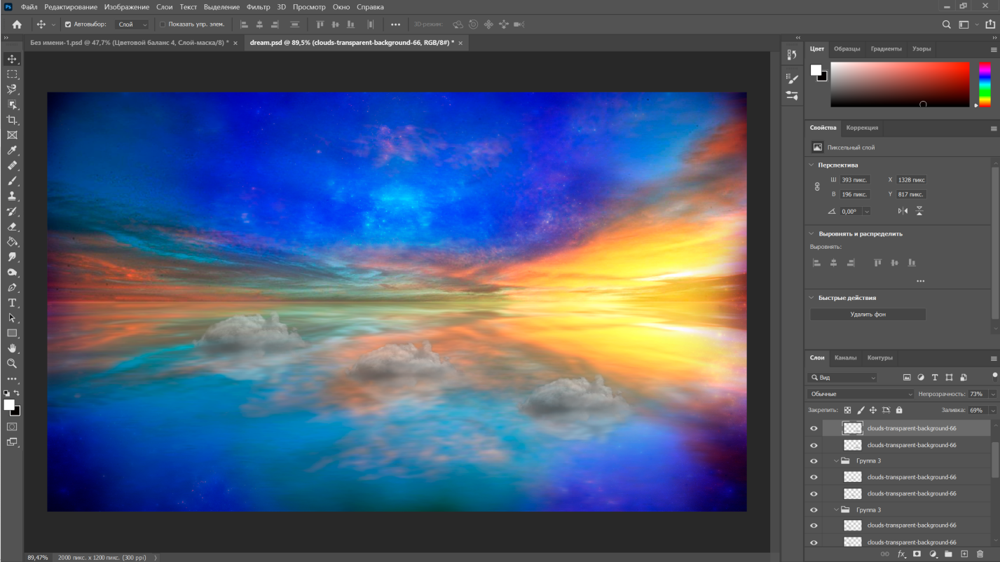 Ps Файл Редактирование Изображение Слои Текст Выделение Фильтр 3D Просмотр Окно Справка
Автовыбор: Слой Показать упр. элем. 3D-режим:
Без имени-1.psd @ 47,7% (Цветовой баланс 4, Слой-маска/8) * dream.psd @ 89,5% (clouds-transparent-background-66, RGB/8#) *
Цвет Образцы Градиенты Узоры
Свойства Коррекция
Пиксельный слой
Перспектива
Ш 393 пикс. X 1328 пикс
В 196 пикс. Y 817 пикс.
0,00°
Выровнять и распределить
Выровнять:
Быстрые действия
Удалить фон
Слои Каналы Контуры
Вид
Обычные Непрозрачность: 73%
Закрепить: Заливка: 69%
clouds-transparent-background-66
clouds-transparent-background-66
Группа 3
clouds-transparent-background-66
clouds-transparent-background-66
Группа 3
clouds-transparent-background-66
clouds-transparent-background-66
fx
89,47% 2000 пикс. x 1200 пикс. (300 ppi)